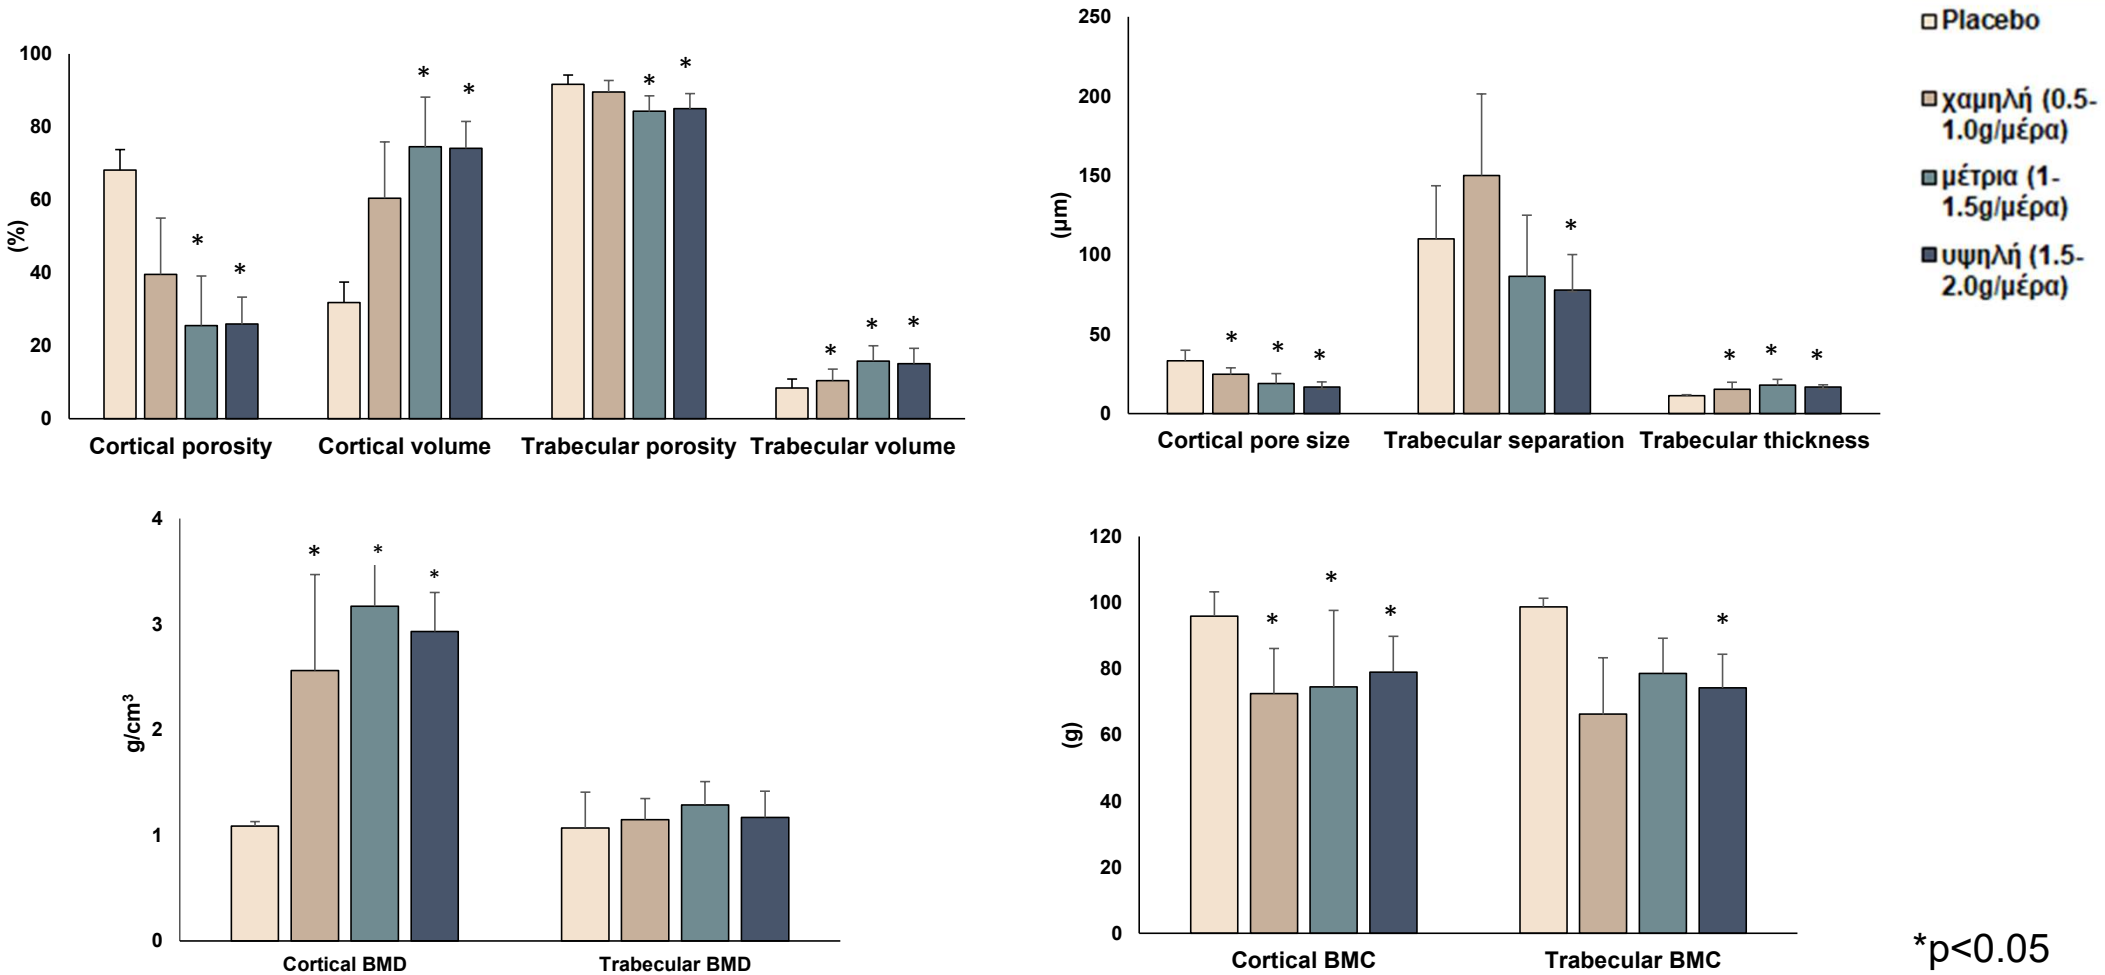 100
80
60
40
20
0
(%)
* * * * * * * * *
Cortical porosity Cortical volume Trabecular porosity Trabecular volume
250
200
150
100
50
0
(μm)
* * * * * * *
Cortical pore size Trabecular separation Trabecular thickness
Placebo
χαμηλή (0.5-
1.0g/μέρα)
μέτρια (1-
1.5g/μέρα)
υψηλή (1.5-
2.0g/μέρα)
4
3
2
1
0
g/cm³
* * *
Cortical BMD Trabecular BMD
120
100
80
60
40
20
0
(g)
* * * *
Cortical BMC Trabecular BMC
*p<0.05